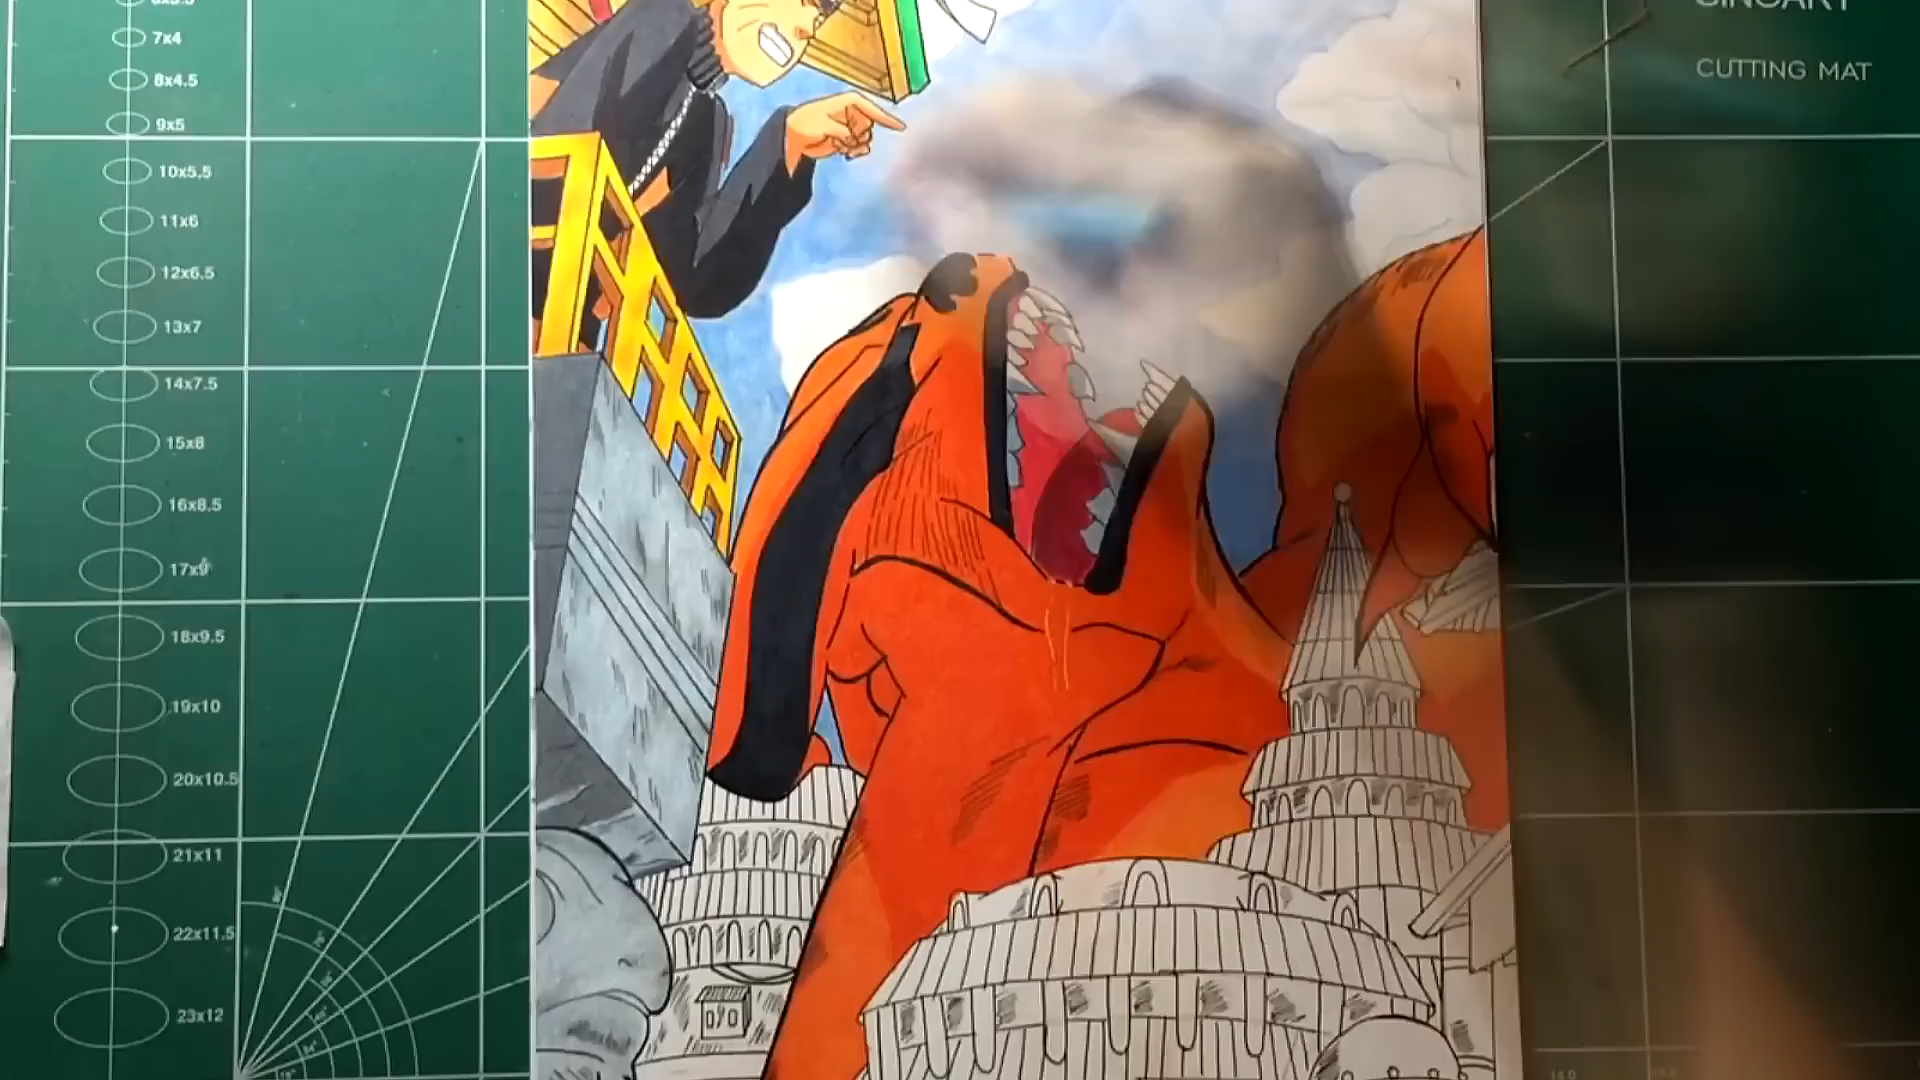 7x4
8x4.5
9x5
10x5.5
11x6
12x6.5
13x7
14x7.5
15x8
16x8.5
17x9
18x9.5
19x10
20x10.5
21x11
22x11.5
23x12
CUTTING MAT